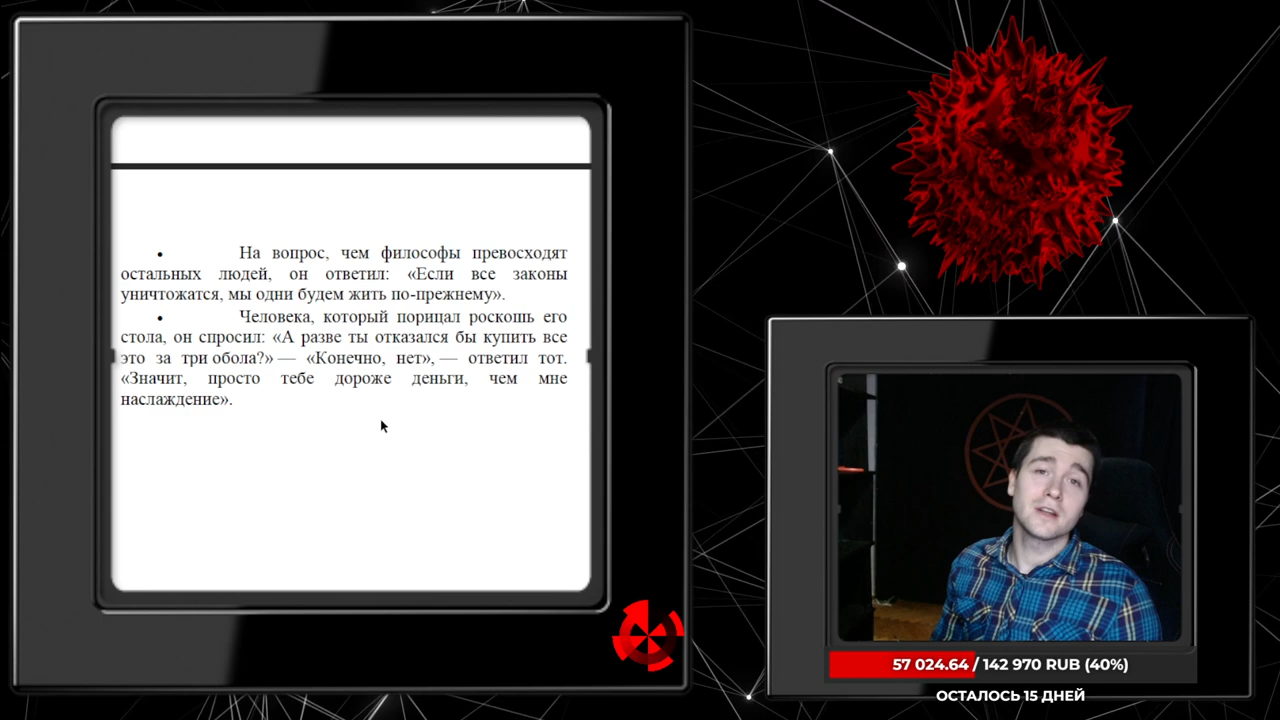 • На вопрос, чем философы превосходят
остальных людей, он ответил: «Если все законы
уничтожатся, мы одни будем жить по-прежнему».
• Человека, который порицал роскошь его
стола, он спросил: «А разве ты отказался бы купить все
это за три обола?» — «Конечно, нет», — ответил тот.
«Значит, просто тебе дороже деньги, чем мне
наслаждение».
57 024.64 / 142 970 RUB (40%)
ОСТАЛОСЬ 15 ДНЕЙ